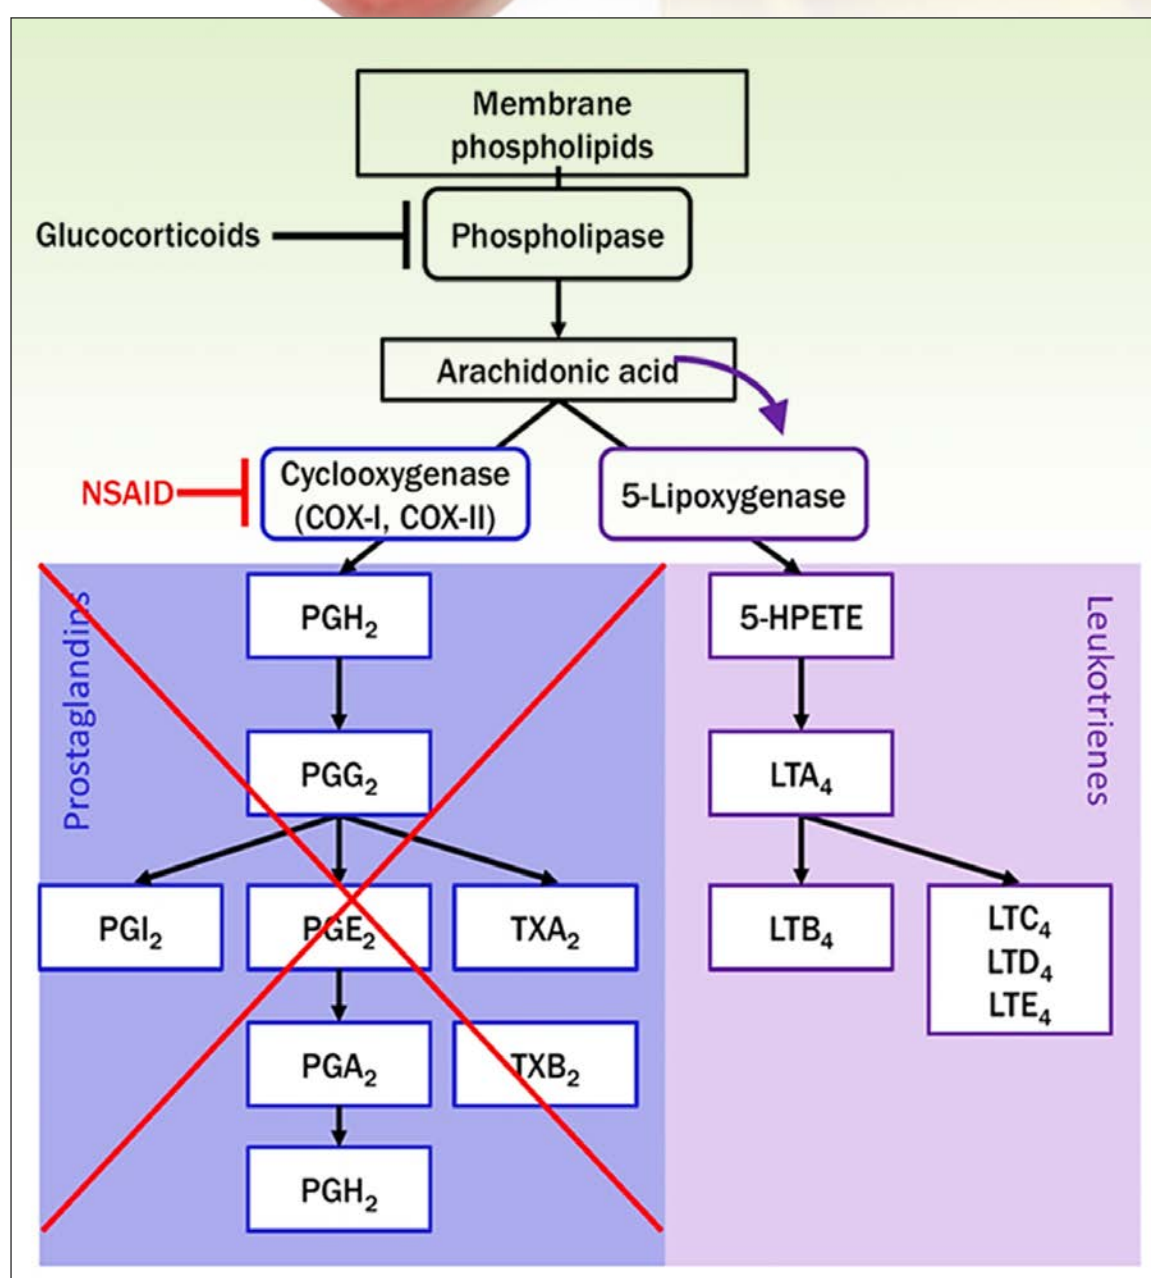 Membrane
phospholipids
Glucocorticoids
Phospholipase
Arachidonic acid
NSAID
Cyclooxygenase
(COX-I, COX-II)
5-Lipoxygenase
Prostaglandins
PGH₂
5-HPETE
Leukotrienes
PGG₂
LTA₄
PGI₂
PGE₂
TXA₂
LTB₄
LTC₄
LTD₄
LTE₄
PGA₂
TXB₂
PGH₂